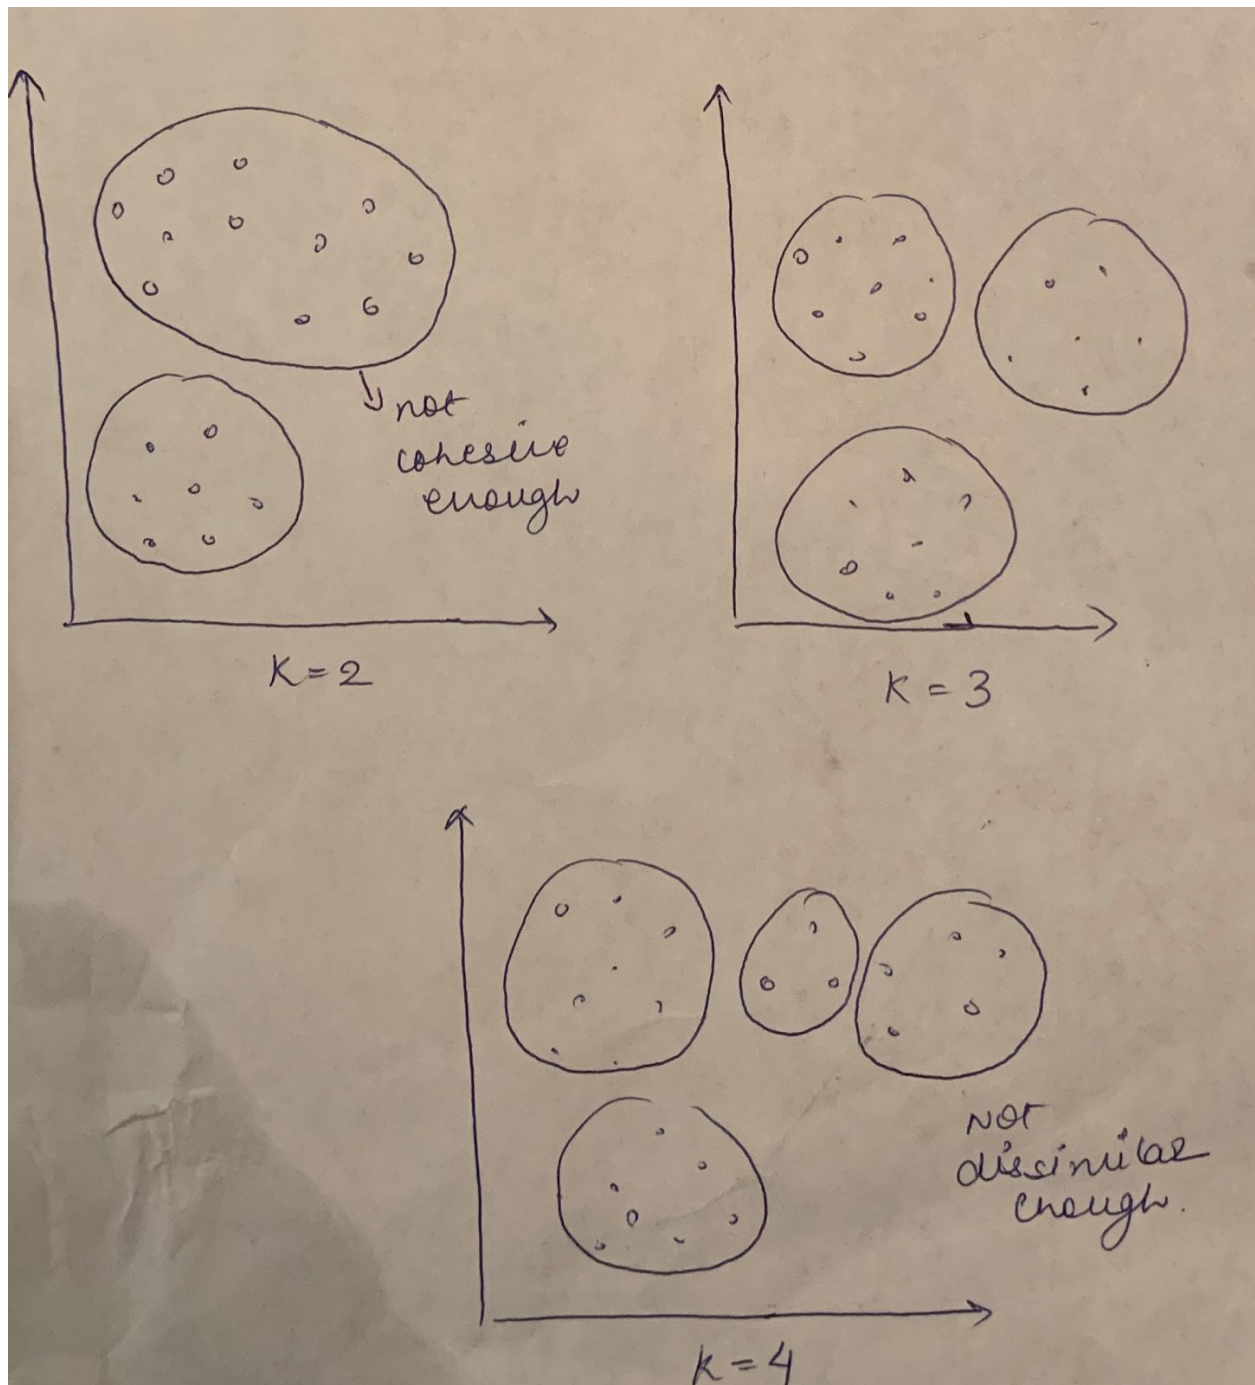 not
cohesive
enough
K = 2
K = 3
Not
dissimilar
enough.
K = 4